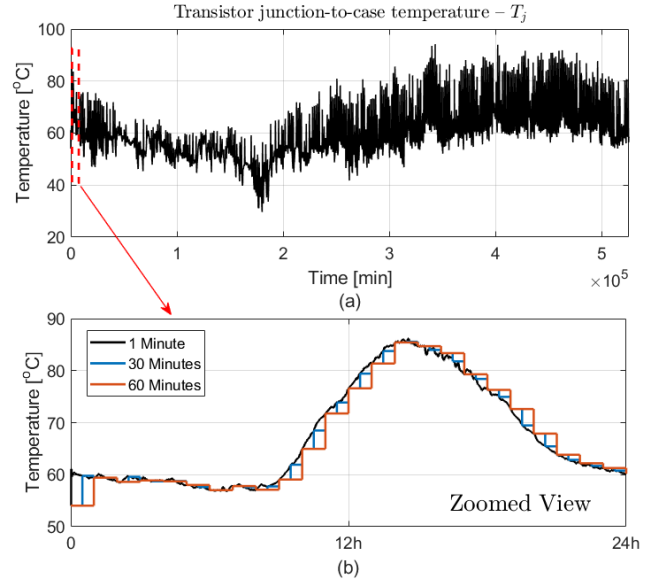 Transistor junction-to-case temperature – Tj
100
80
60
40
20
Temperature [°C]
0
1
2
3
4
5
Time [min]
×10^5
(a)
90
80
70
60
50
Temperature [°C]
1 Minute
30 Minutes
60 Minutes
Zoomed View
0
12h
24h
(b)